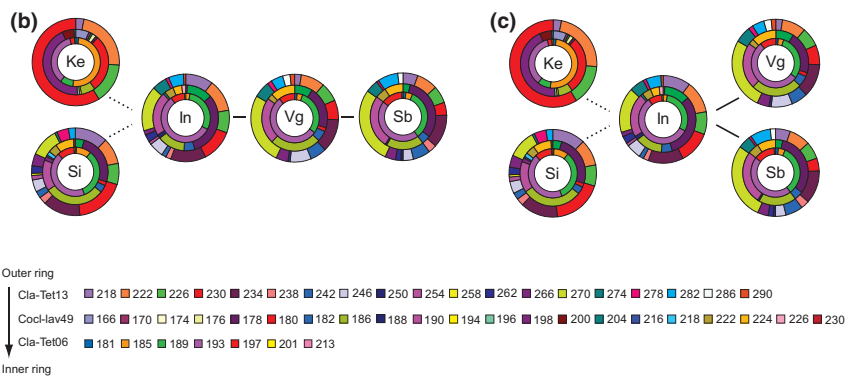 (b)
(c)
Ke
Ke
Vg
In
Vg
Sb
In
Si
Si
Sb
Outer ring
Cla-Tet13 218 222 226 230 234 238 242 246 250 254 258 262 266 270 274 278 282 286 290
Cocl-lav49 166 170 174 176 178 180 182 186 188 190 194 196 198 200 204 216 218 222 224 226 230
Cla-Tet06 181 185 189 193 197 201 213
Inner ring